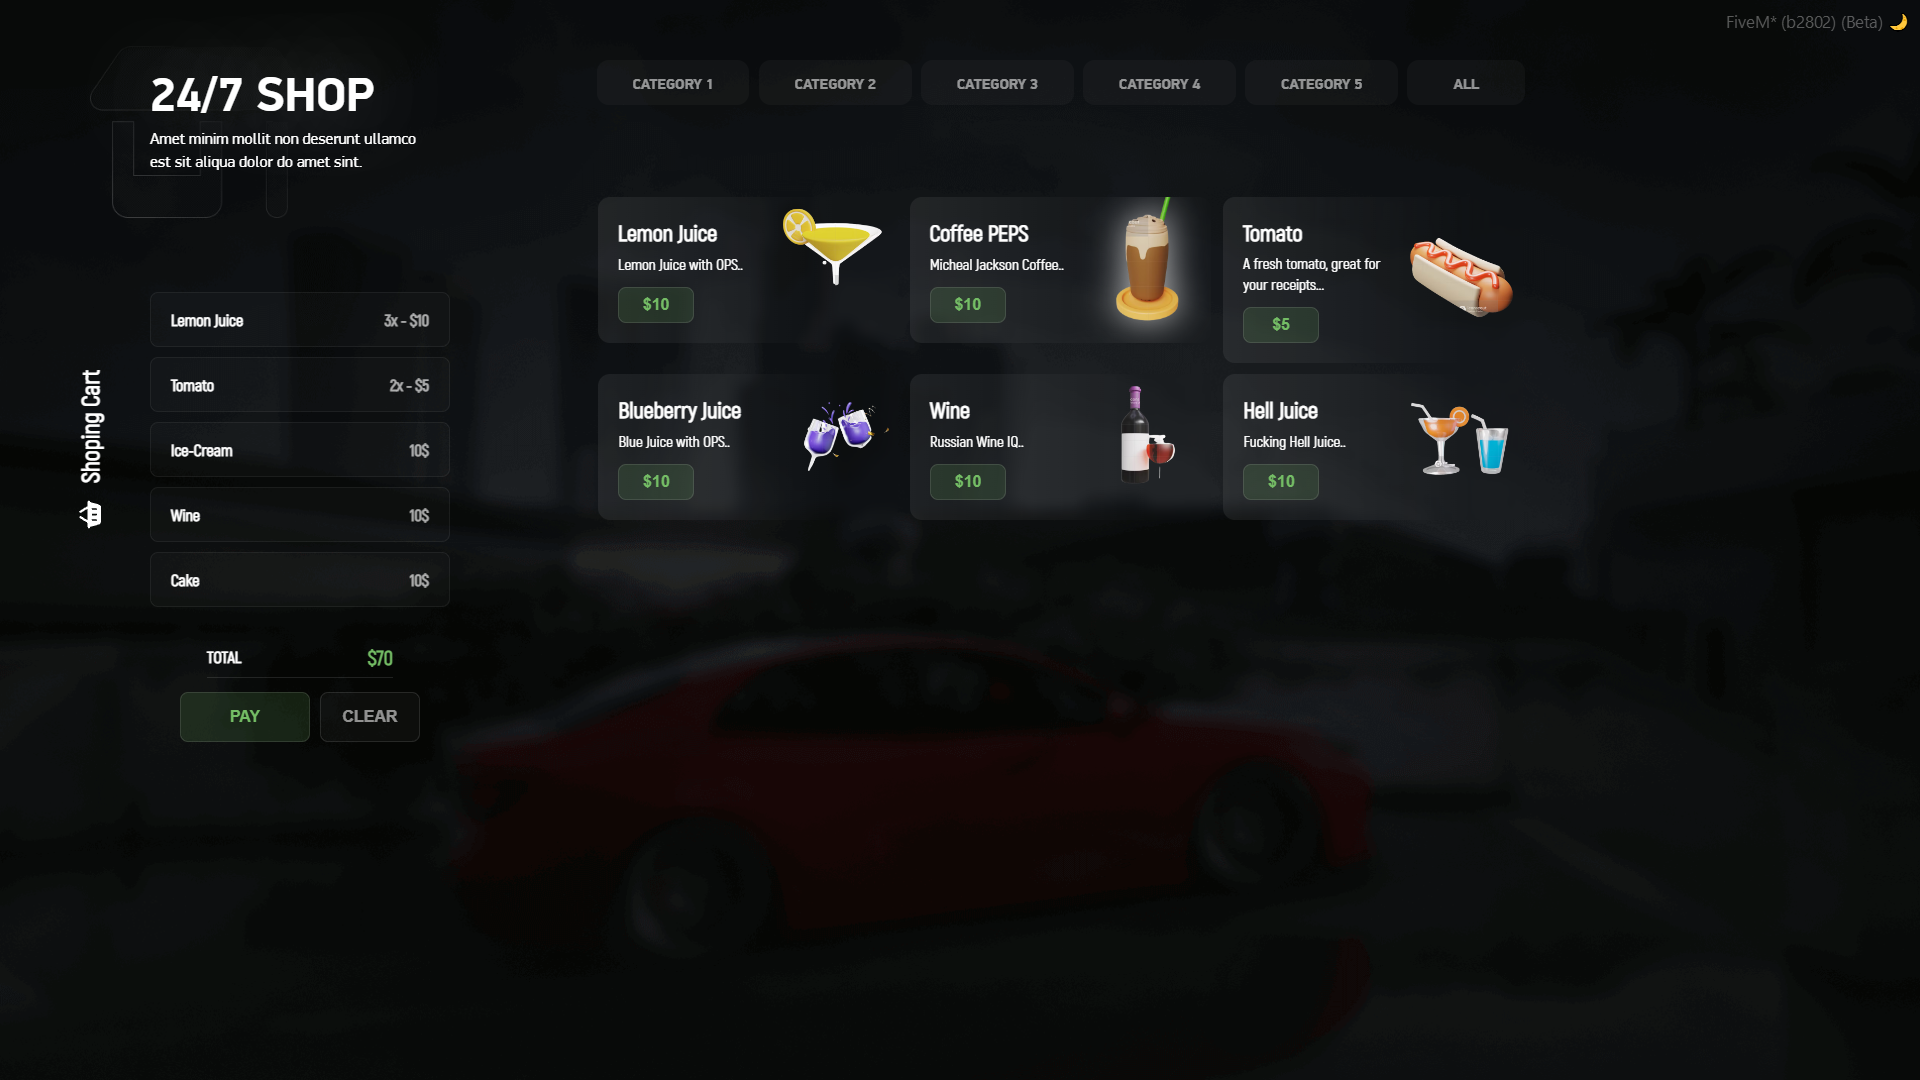 FiveM* (b2802) (Beta) 🌙
24/7 SHOP
Amet minim mollit non deserunt ullamco
est sit aliqua dolor do amet sint.
CATEGORY 1
CATEGORY 2
CATEGORY 3
CATEGORY 4
CATEGORY 5
ALL
Lemon Juice
Lemon Juice with OPS..
$10
Coffee PEPS
Micheal Jackson Coffee..
$10
Tomato
A fresh tomato, great for
your receipts...
$5
Blueberry Juice
Blue Juice with OPS..
$10
Wine
Russian Wine IQ..
$10
Hell Juice
Fucking Hell Juice..
$10
Shoping Cart
Lemon Juice 3x - $10
Tomato 2x - $5
Ice-Cream 10$
Wine 10$
Cake 10$
TOTAL $70
PAY
CLEAR